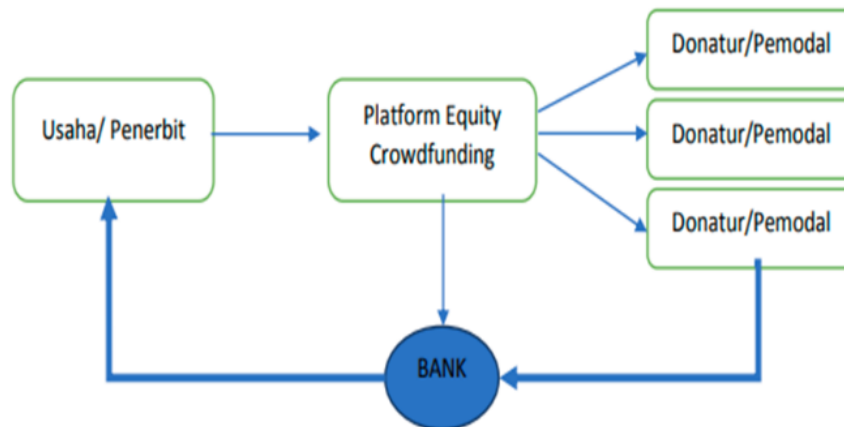 Usaha/ Penerbit
Platform Equity
Crowdfunding
Donatur/Pemodal
Donatur/Pemodal
Donatur/Pemodal
BANK